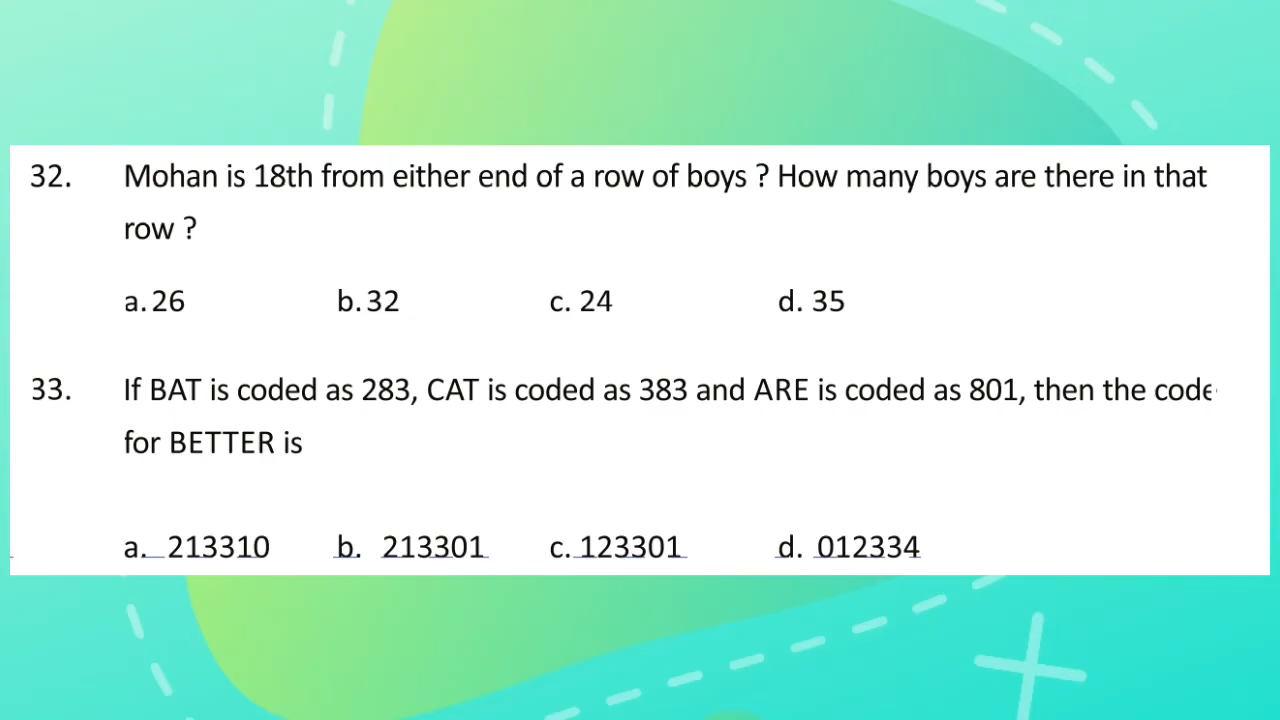 32. Mohan is 18th from either end of a row of boys ? How many boys are there in that
row ?
a. 26 b. 32 c. 24 d. 35
33. If BAT is coded as 283, CAT is coded as 383 and ARE is coded as 801, then the code
for BETTER is
a. 213310 b. 213301 c. 123301 d. 012334